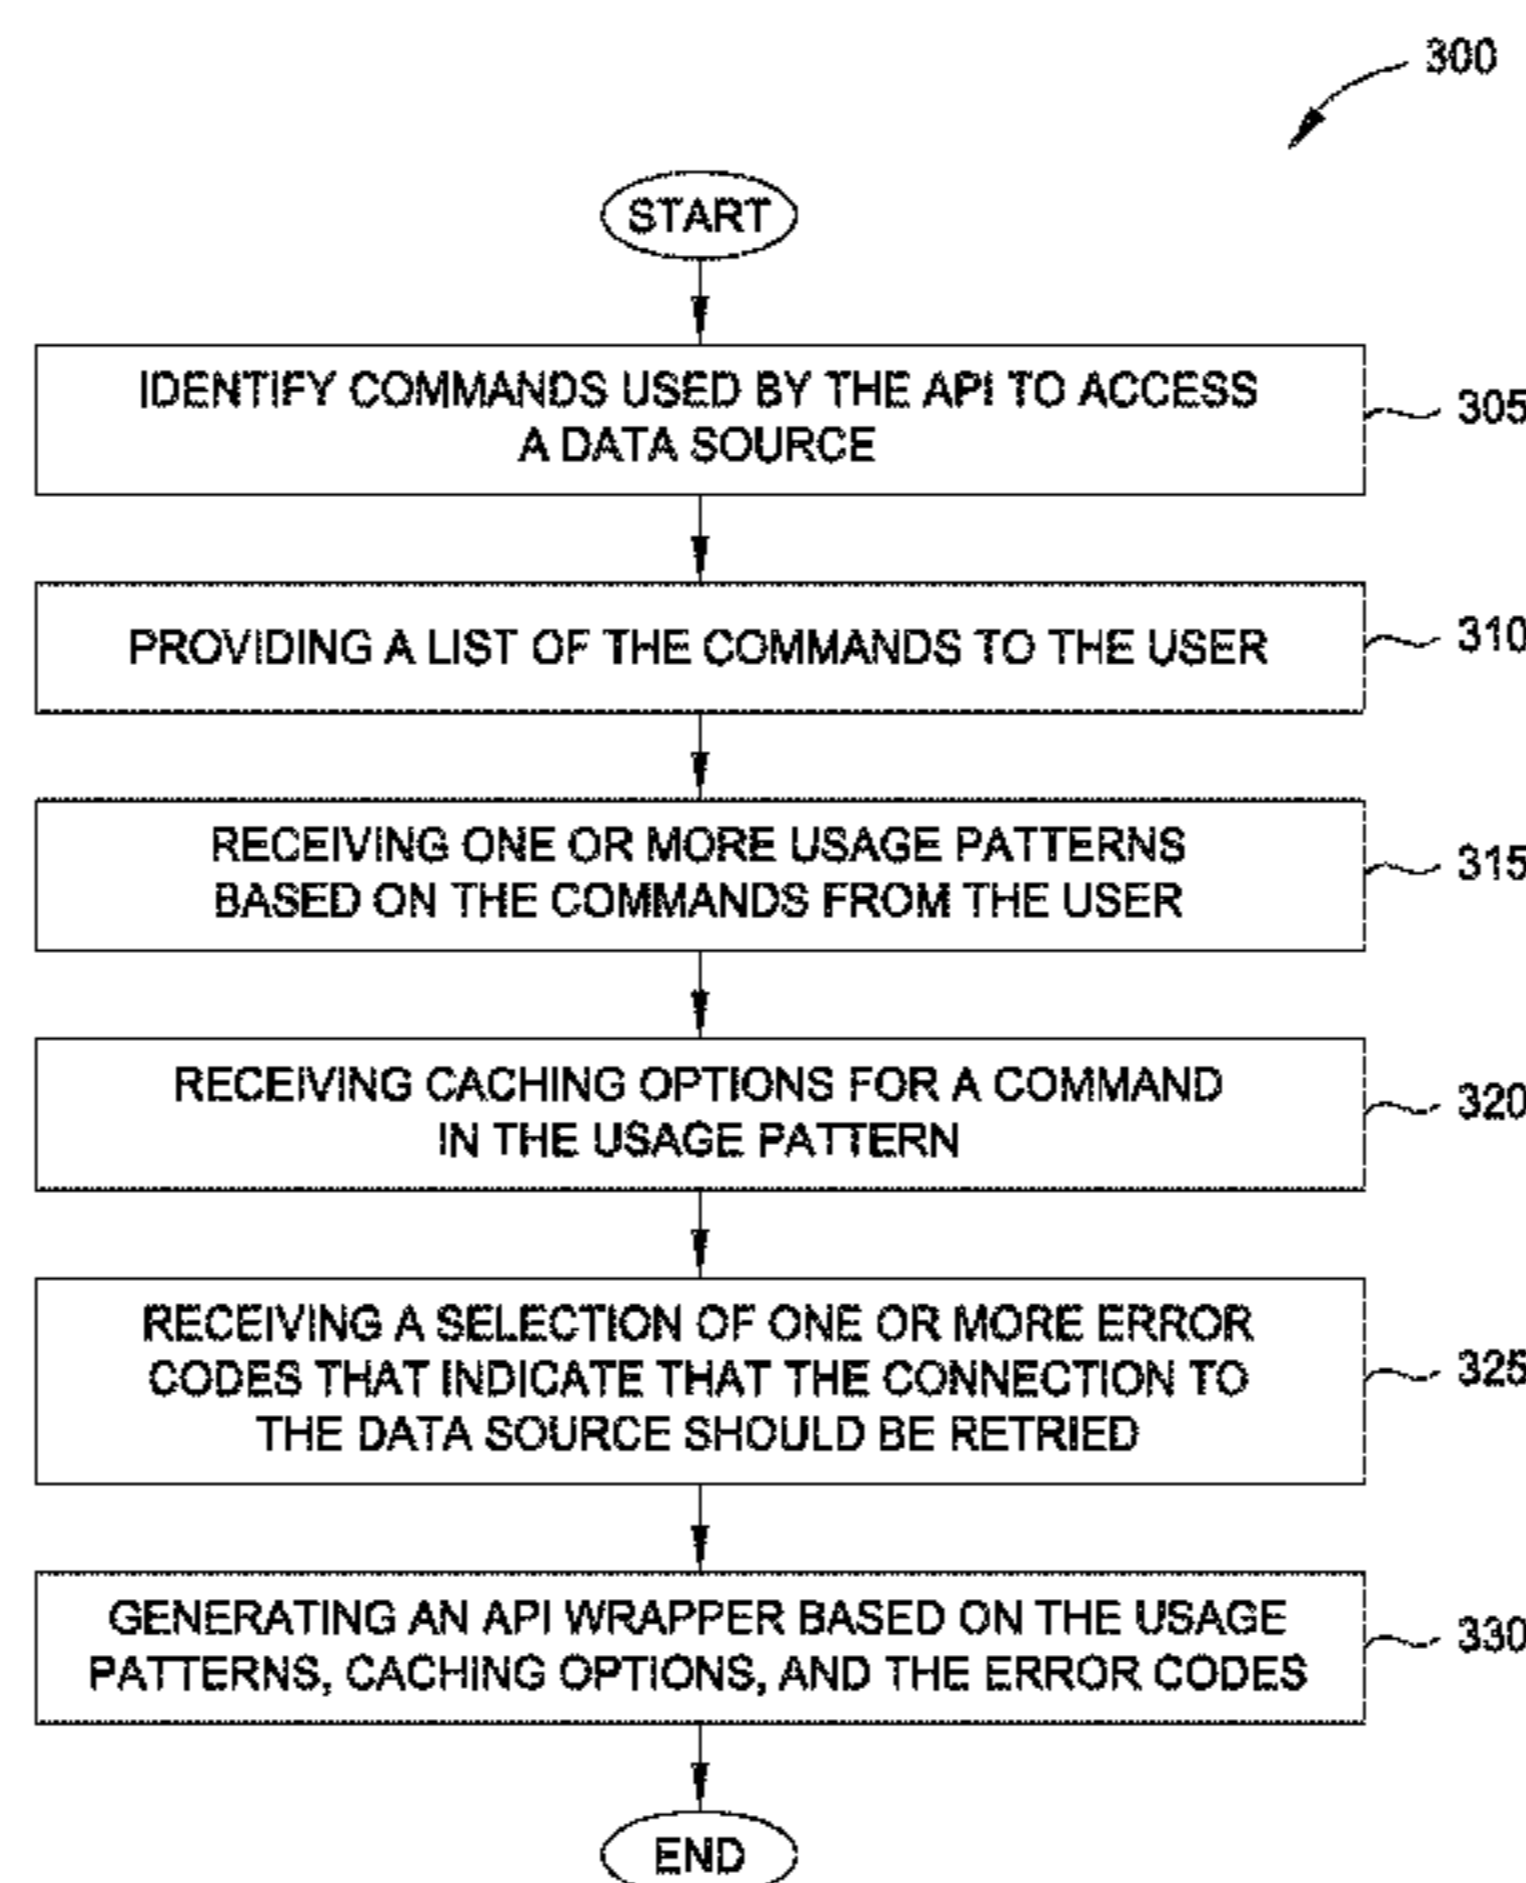 300
START
IDENTIFY COMMANDS USED BY THE API TO ACCESS
A DATA SOURCE
305
PROVIDING A LIST OF THE COMMANDS TO THE USER
310
RECEIVING ONE OR MORE USAGE PATTERNS
BASED ON THE COMMANDS FROM THE USER
315
RECEIVING CACHING OPTIONS FOR A COMMAND
IN THE USAGE PATTERN
320
RECEIVING A SELECTION OF ONE OR MORE ERROR
CODES THAT INDICATE THAT THE CONNECTION TO
THE DATA SOURCE SHOULD BE RETRIED
325
GENERATING AN API WRAPPER BASED ON THE USAGE
PATTERNS, CACHING OPTIONS, AND THE ERROR CODES
330
END